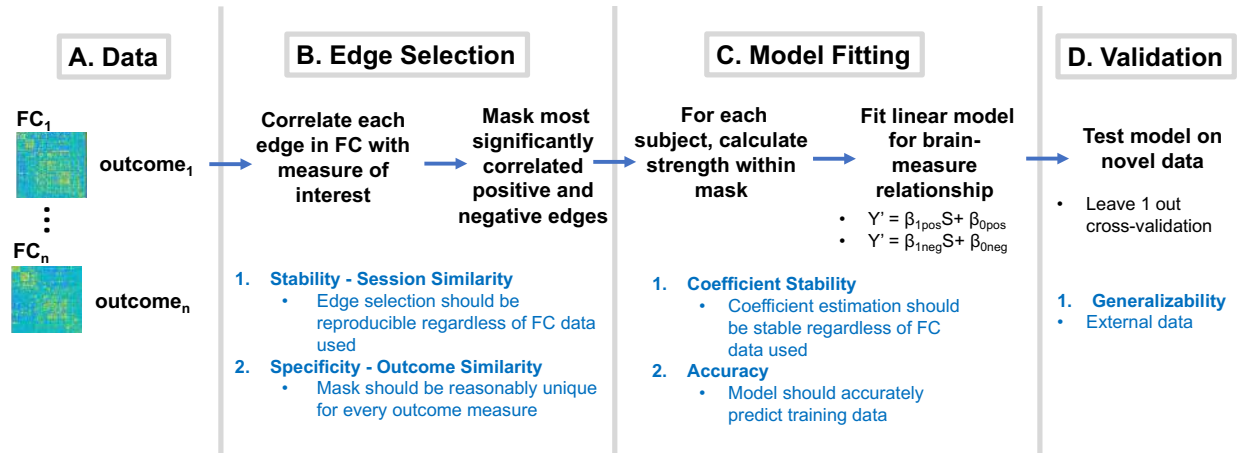 A. Data
FC1
outcome1
FCn
outcomen
B. Edge Selection
Correlate each
edge in FC with
measure of
interest
Mask most
significantly
correlated
positive and
negative edges
1. Stability - Session Similarity
• Edge selection should be
reproducible regardless of FC data
used
2. Specificity - Outcome Similarity
• Mask should be reasonably unique
for every outcome measure
C. Model Fitting
For each
subject, calculate
strength within
mask
Fit linear model
for brain-
measure
relationship
• Y’ = β1posS+ β0pos
• Y’ = β1negS+ β0neg
1. Coefficient Stability
• Coefficient estimation should
be stable regardless of FC
data used
2. Accuracy
• Model should accurately
predict training data
D. Validation
Test model on
novel data
• Leave 1 out
cross-validation
1. Generalizability
• External data